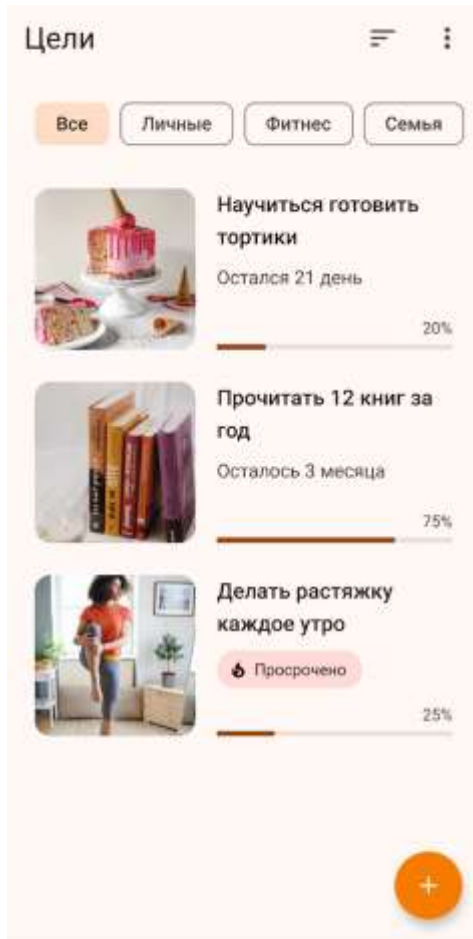 Цели
Все
Личные
Фитнес
Семья
Научиться готовить
тортики
Остался 21 день
20%
Прочитать 12 книг за
год
Осталось 3 месяца
75%
Делать растяжку
каждое утро
Просрочено
25%